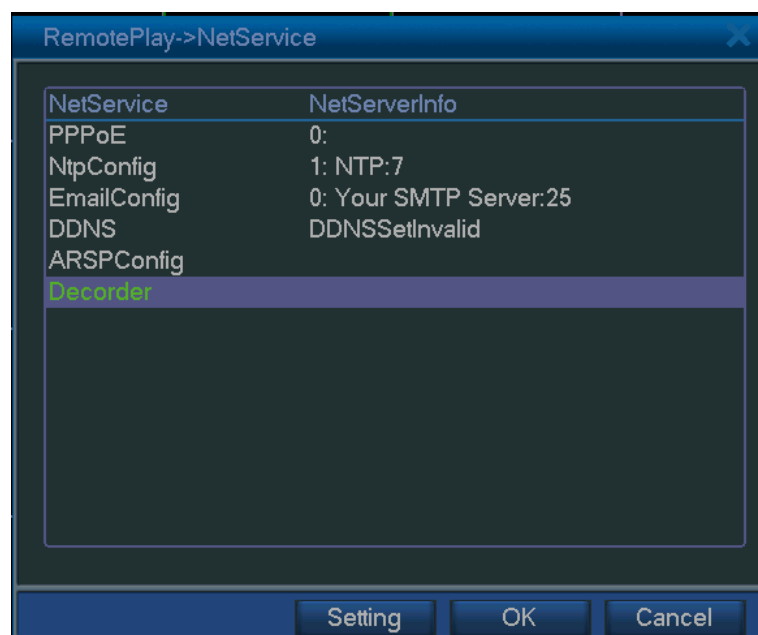 RemotePlay->NetService
NetService NetServerInfo
PPPoE 0:
NtpConfig 1: NTP:7
EmailConfig 0: Your SMTP Server:25
DDNS DDNSSetInvalid
ARSPConfig
Decorder
Setting OK Cancel